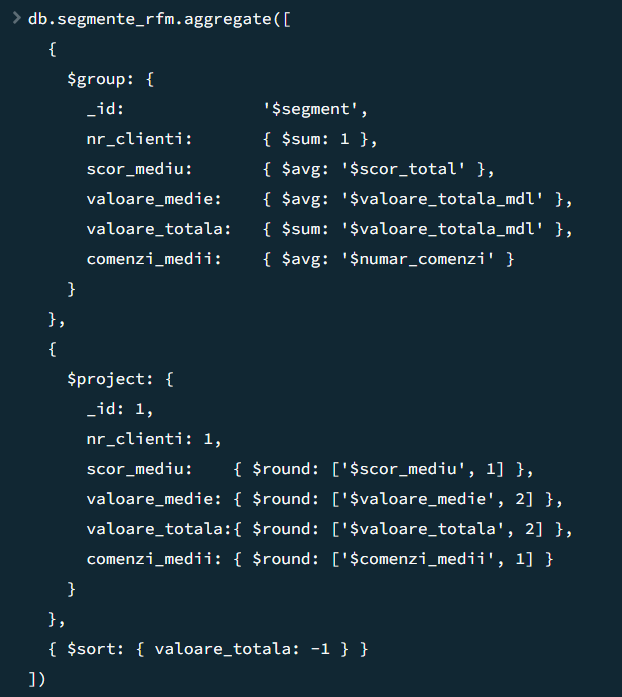 > db.segmente_rfm.aggregate([
  {
    $group: {
      _id:              '$segment',
      nr_clienti:       { $sum: 1 },
      scor_mediu:       { $avg: '$scor_total' },
      valoare_medie:    { $avg: '$valoare_totala_mdl' },
      valoare_totala:   { $sum: '$valoare_totala_mdl' },
      comenzi_medii:    { $avg: '$numar_comenzi' }
    }
  },
  {
    $project: {
      _id: 1,
      nr_clienti: 1,
      scor_mediu:    { $round: ['$scor_mediu', 1] },
      valoare_medie: { $round: ['$valoare_medie', 2] },
      valoare_totala:{ $round: ['$valoare_totala', 2] },
      comenzi_medii: { $round: ['$comenzi_medii', 1] }
    }
  },
  { $sort: { valoare_totala: -1 } }
])